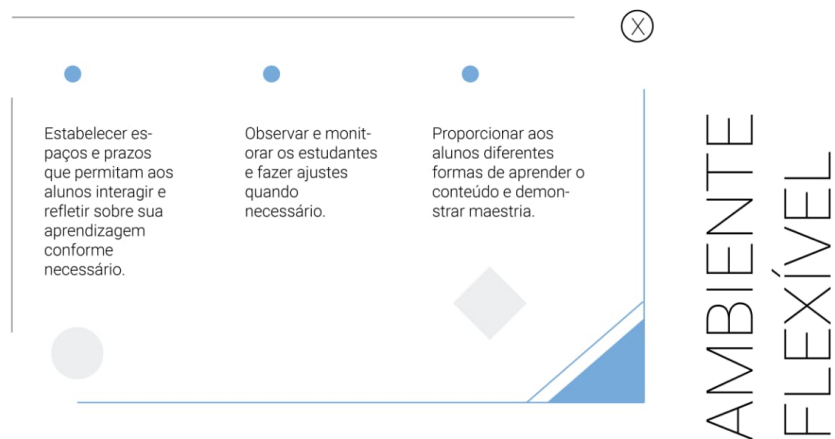 Estabelecer es-
paços e prazos
que permitam aos
alunos interagir e
refletir sobre sua
aprendizagem
conforme
necessário.
Observar e monit-
orar os estudantes
e fazer ajustes
quando
necessário.
Proporcionar aos
alunos diferentes
formas de aprender o
conteúdo e demon-
strar maestria.
X
AMBIENTE
FLEXÍVEL